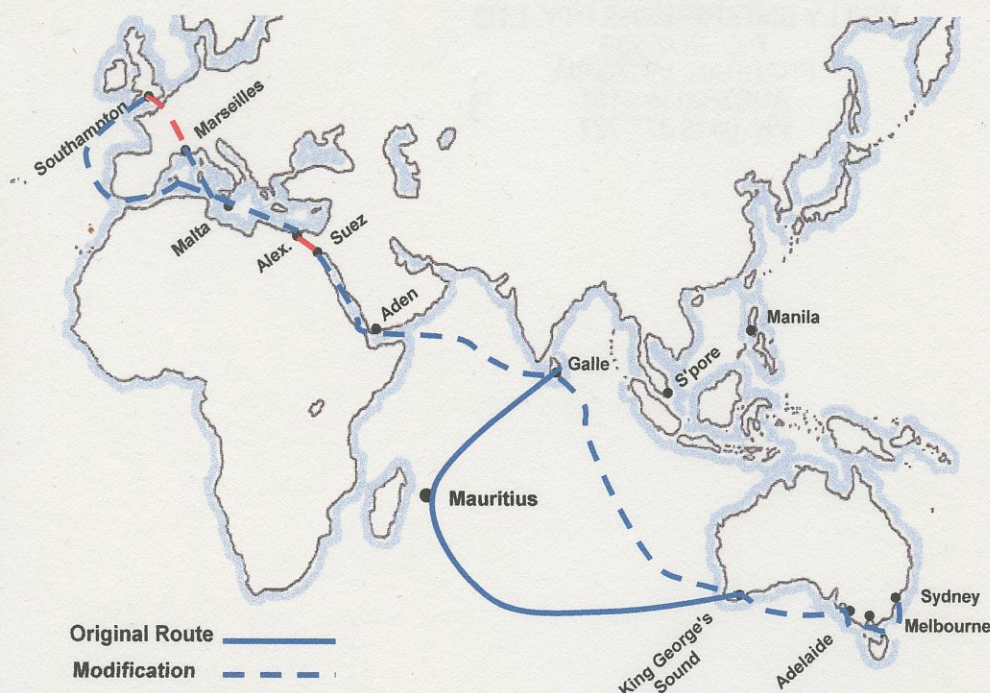 Southampton
Marseilles
Malta
Alex.
Suez
Aden
Galle
S'pore
Manila
Mauritius
Sydney
Melbourne
Adelaide
King George's
Sound
Original Route
Modification